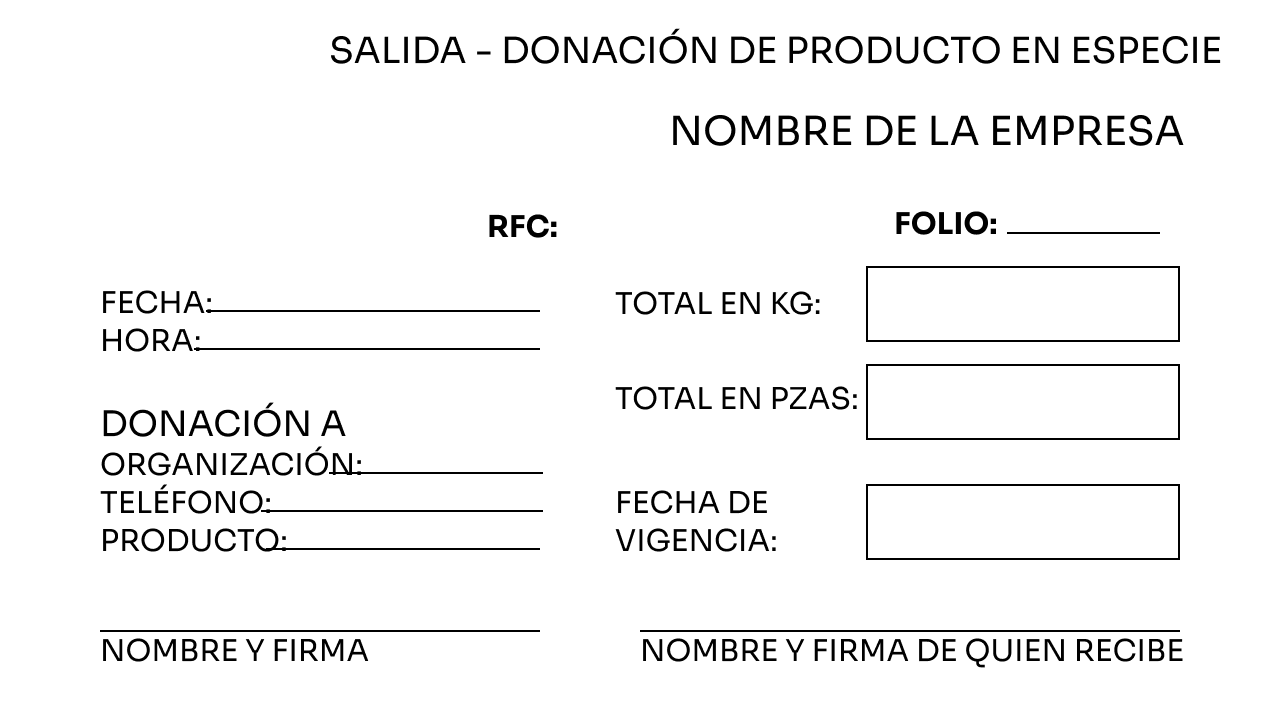 SALIDA - DONACIÓN DE PRODUCTO EN ESPECIE
NOMBRE DE LA EMPRESA
RFC:
FOLIO:
FECHA:
HORA:
TOTAL EN KG:
TOTAL EN PZAS:
DONACIÓN A
ORGANIZACIÓN:
TELÉFONO:
PRODUCTO:
FECHA DE
VIGENCIA:
NOMBRE Y FIRMA
NOMBRE Y FIRMA DE QUIEN RECIBE